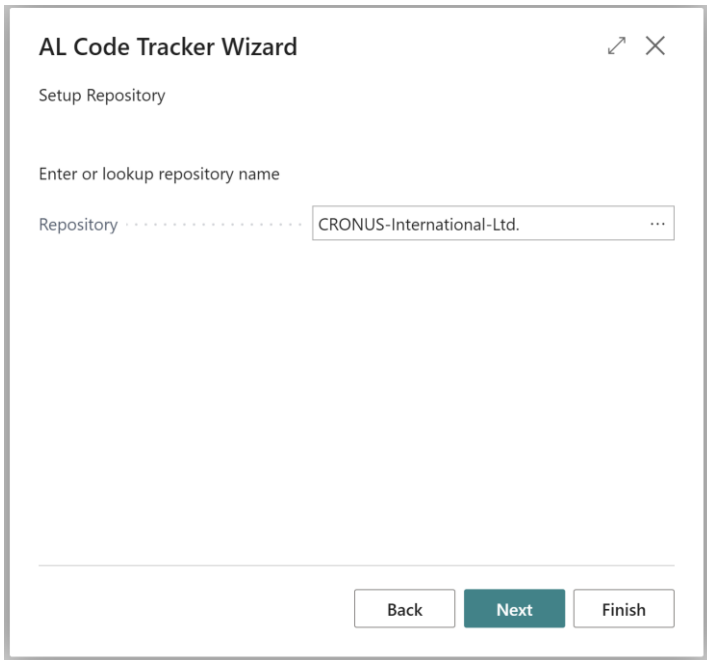 AL Code Tracker Wizard
Setup Repository
Enter or lookup repository name
Repository CRONUS-International-Ltd. ...
Back Next Finish